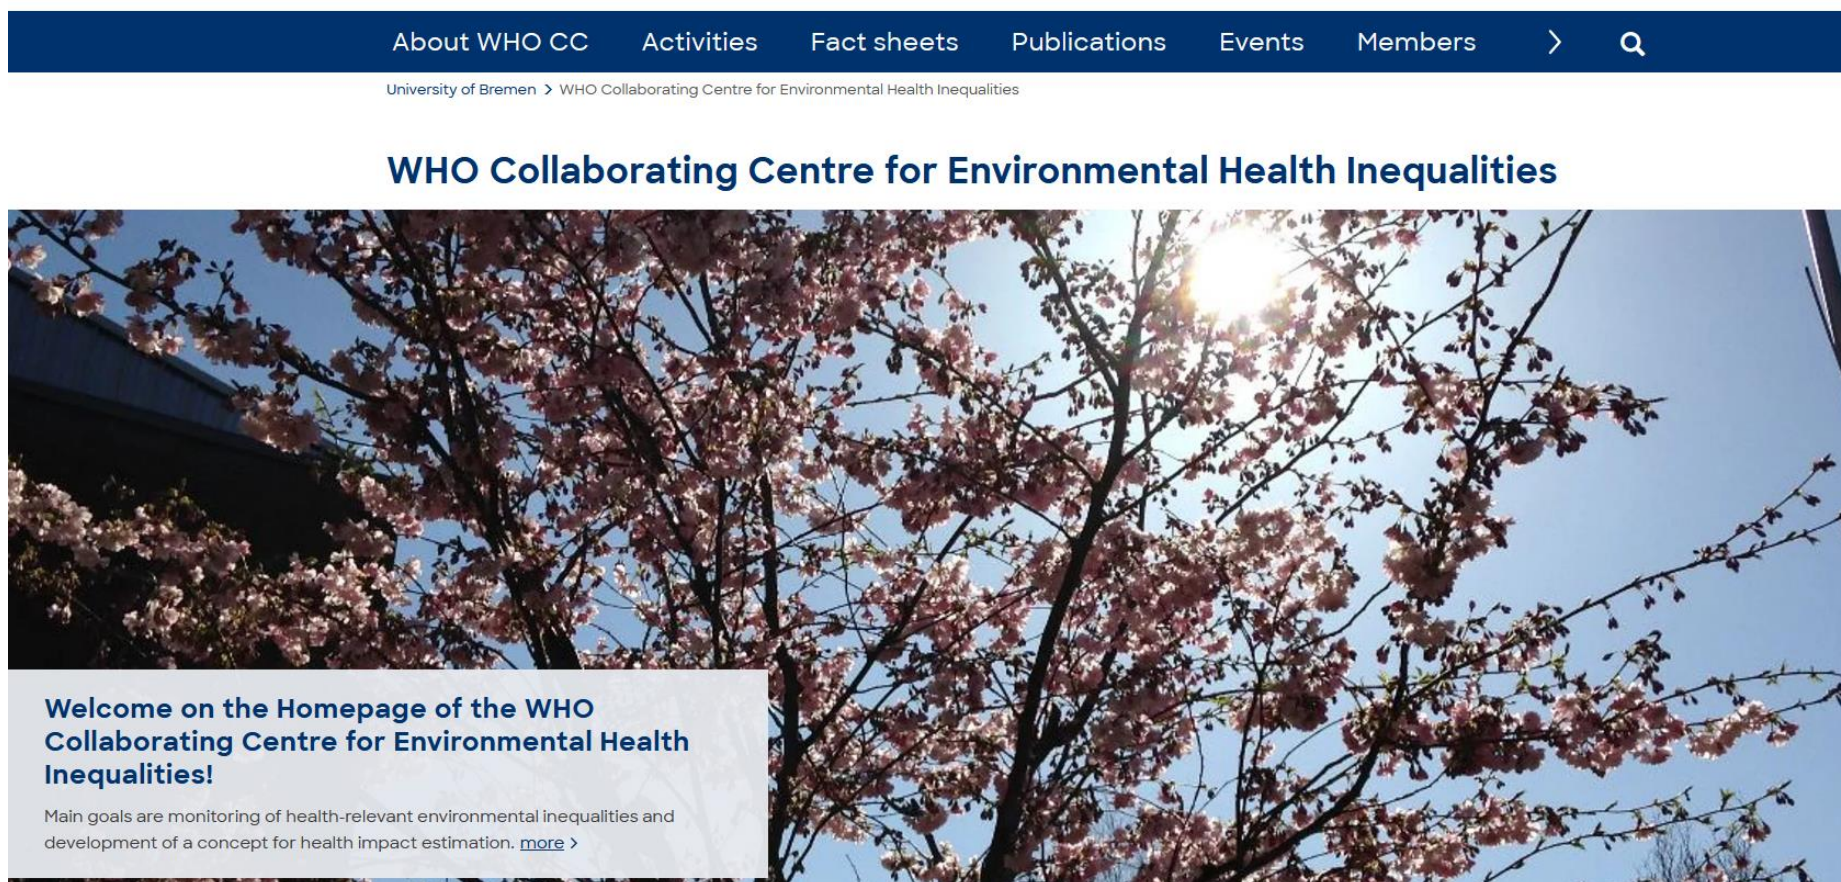 About WHO CC Activities Fact sheets Publications Events Members
University of Bremen > WHO Collaborating Centre for Environmental Health Inequalities
WHO Collaborating Centre for Environmental Health Inequalities
Welcome on the Homepage of the WHO
Collaborating Centre for Environmental Health
Inequalities!
Main goals are monitoring of health-relevant environmental inequalities and
development of a concept for health impact estimation. more >